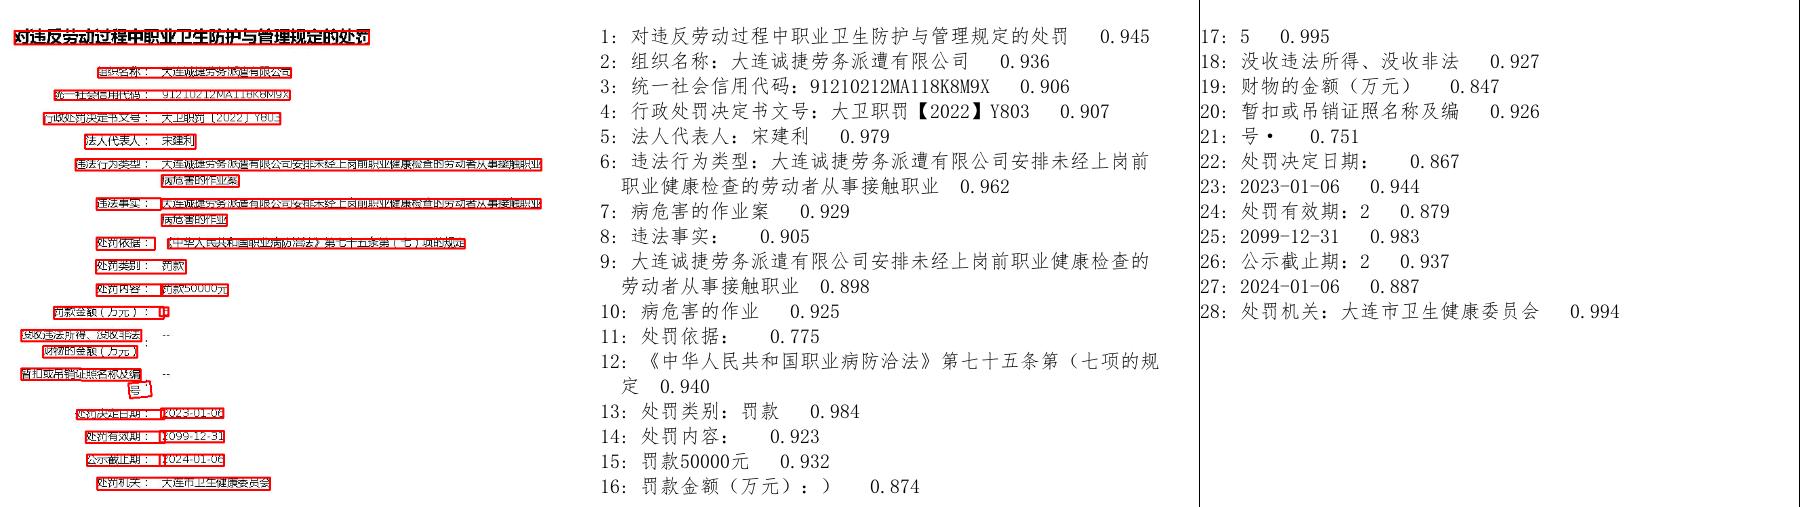 对违反劳动过程中职业卫生防护与管理规定的处罚
组织名称： 大连诚捷劳务派遣有限公司
统一社会信用代码： 91210212MA118K8M9X
行政处罚决定书文号： 大卫职罚【2022】Y803
法人代表人： 宋建利
违法行为类型： 大连诚捷劳务派遣有限公司安排未经上岗前职业健康检查的劳动者从事接触职业
病危害的作业案
违法事实： 大连诚捷劳务派遣有限公司安排未经上岗前职业健康检查的劳动者从事接触职业
病危害的作业
处罚依据： 《中华人民共和国职业病防治法》第七十五条第（七）项的规定
处罚类别： 罚款
处罚内容： 罚款50000元
罚款金额（万元）： 5
没收违法所得、没收非法
财物的金额（万元）
： --
暂扣或吊销证照名称及编
号
： --
处罚决定日期： 2023-01-06
处罚有效期： 2099-12-31
公示截止期： 2024-01-06
处罚机关： 大连市卫生健康委员会
1: 对违反劳动过程中职业卫生防护与管理规定的处罚 0.945
2: 组织名称：大连诚捷劳务派遣有限公司 0.936
3: 统一社会信用代码：91210212MA118K8M9X 0.906
4: 行政处罚决定书文号：大卫职罚【2022】Y803 0.907
5: 法人代表人：宋建利 0.979
6: 违法行为类型：大连诚捷劳务派遣有限公司安排未经上岗前
职业健康检查的劳动者从事接触职业 0.962
7: 病危害的作业案 0.929
8: 违法事实： 0.905
9: 大连诚捷劳务派遣有限公司安排未经上岗前职业健康检查的
劳动者从事接触职业 0.898
10: 病危害的作业 0.925
11: 处罚依据： 0.775
12: 《中华人民共和国职业病防治法》第七十五条第（七项的规
定 0.940
13: 处罚类别：罚款 0.984
14: 处罚内容： 0.923
15: 罚款50000元 0.932
16: 罚款金额（万元）：） 0.874
17: 5 0.995
18: 没收违法所得、没收非法 0.927
19: 财物的金额（万元） 0.847
20: 暂扣或吊销证照名称及编 0.926
21: 号• 0.751
22: 处罚决定日期： 0.867
23: 2023-01-06 0.944
24: 处罚有效期：2 0.879
25: 2099-12-31 0.983
26: 公示截止期：2 0.937
27: 2024-01-06 0.887
28: 处罚机关：大连市卫生健康委员会 0.994